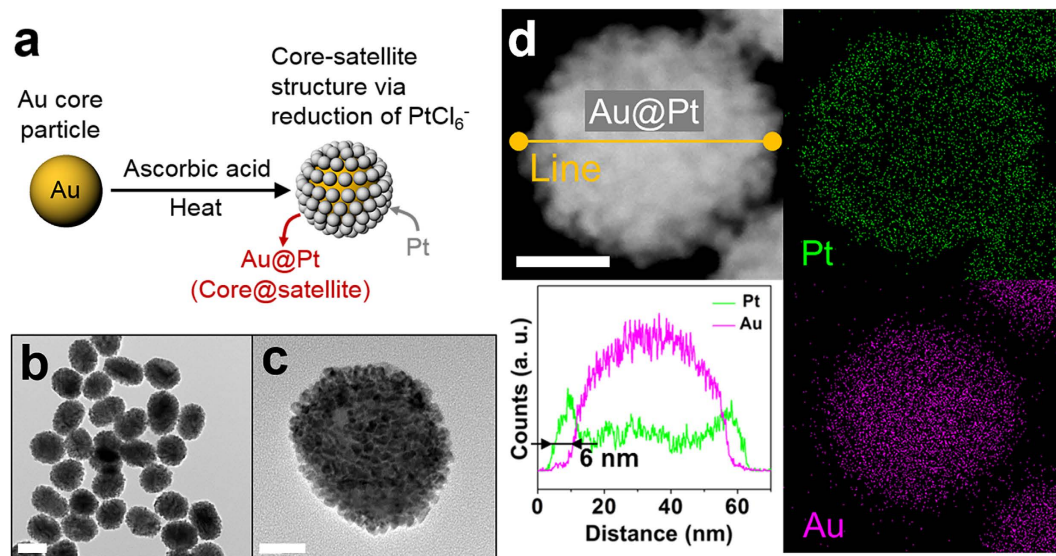 a
Au core
particle
Au
Ascorbic acid
Heat
Core-satellite
structure via
reduction of PtCl₆⁻
Pt
Au@Pt
(Core@satellite)
b
c
d
Au@Pt
Line
Pt
Au
Counts (a. u.)
Pt
Au
6 nm
0 20 40 60
Distance (nm)